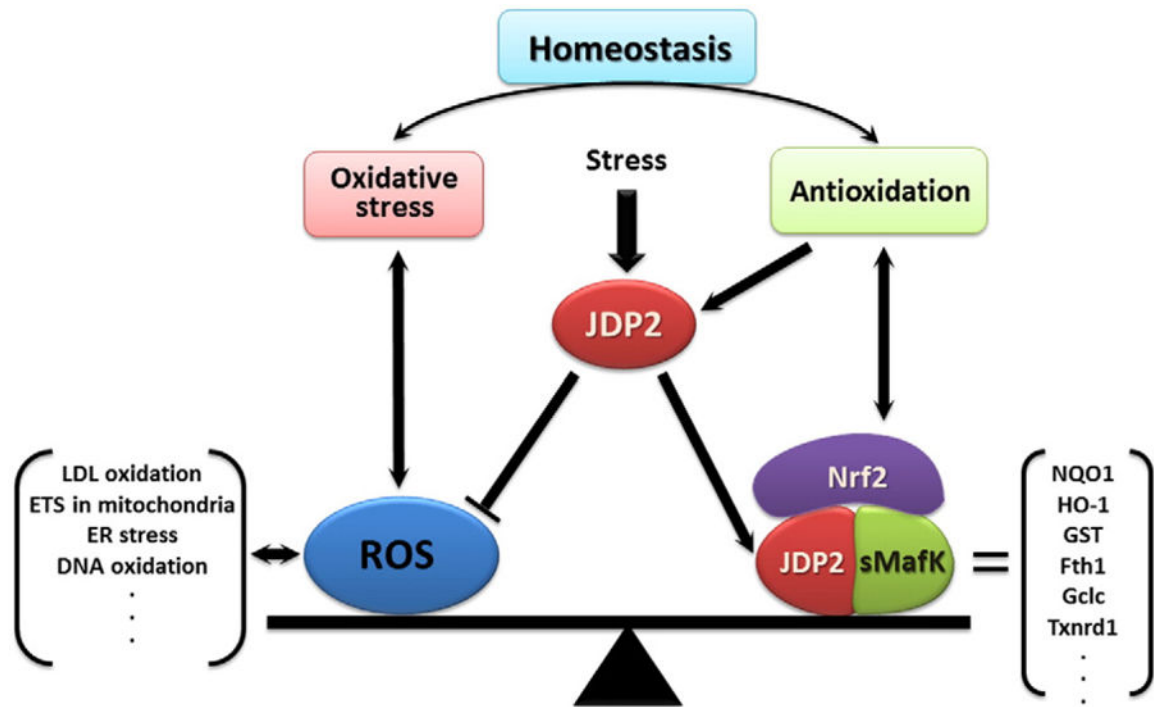 Homeostasis
Oxidative
stress
Stress
Antioxidation
JDP2
Nrf2
JDP2
sMafK
ROS
LDL oxidation
ETS in mitochondria
ER stress
DNA oxidation
.
.
.
=
NQO1
HO-1
GST
Fth1
Gclc
Txnrd1
.
.
.